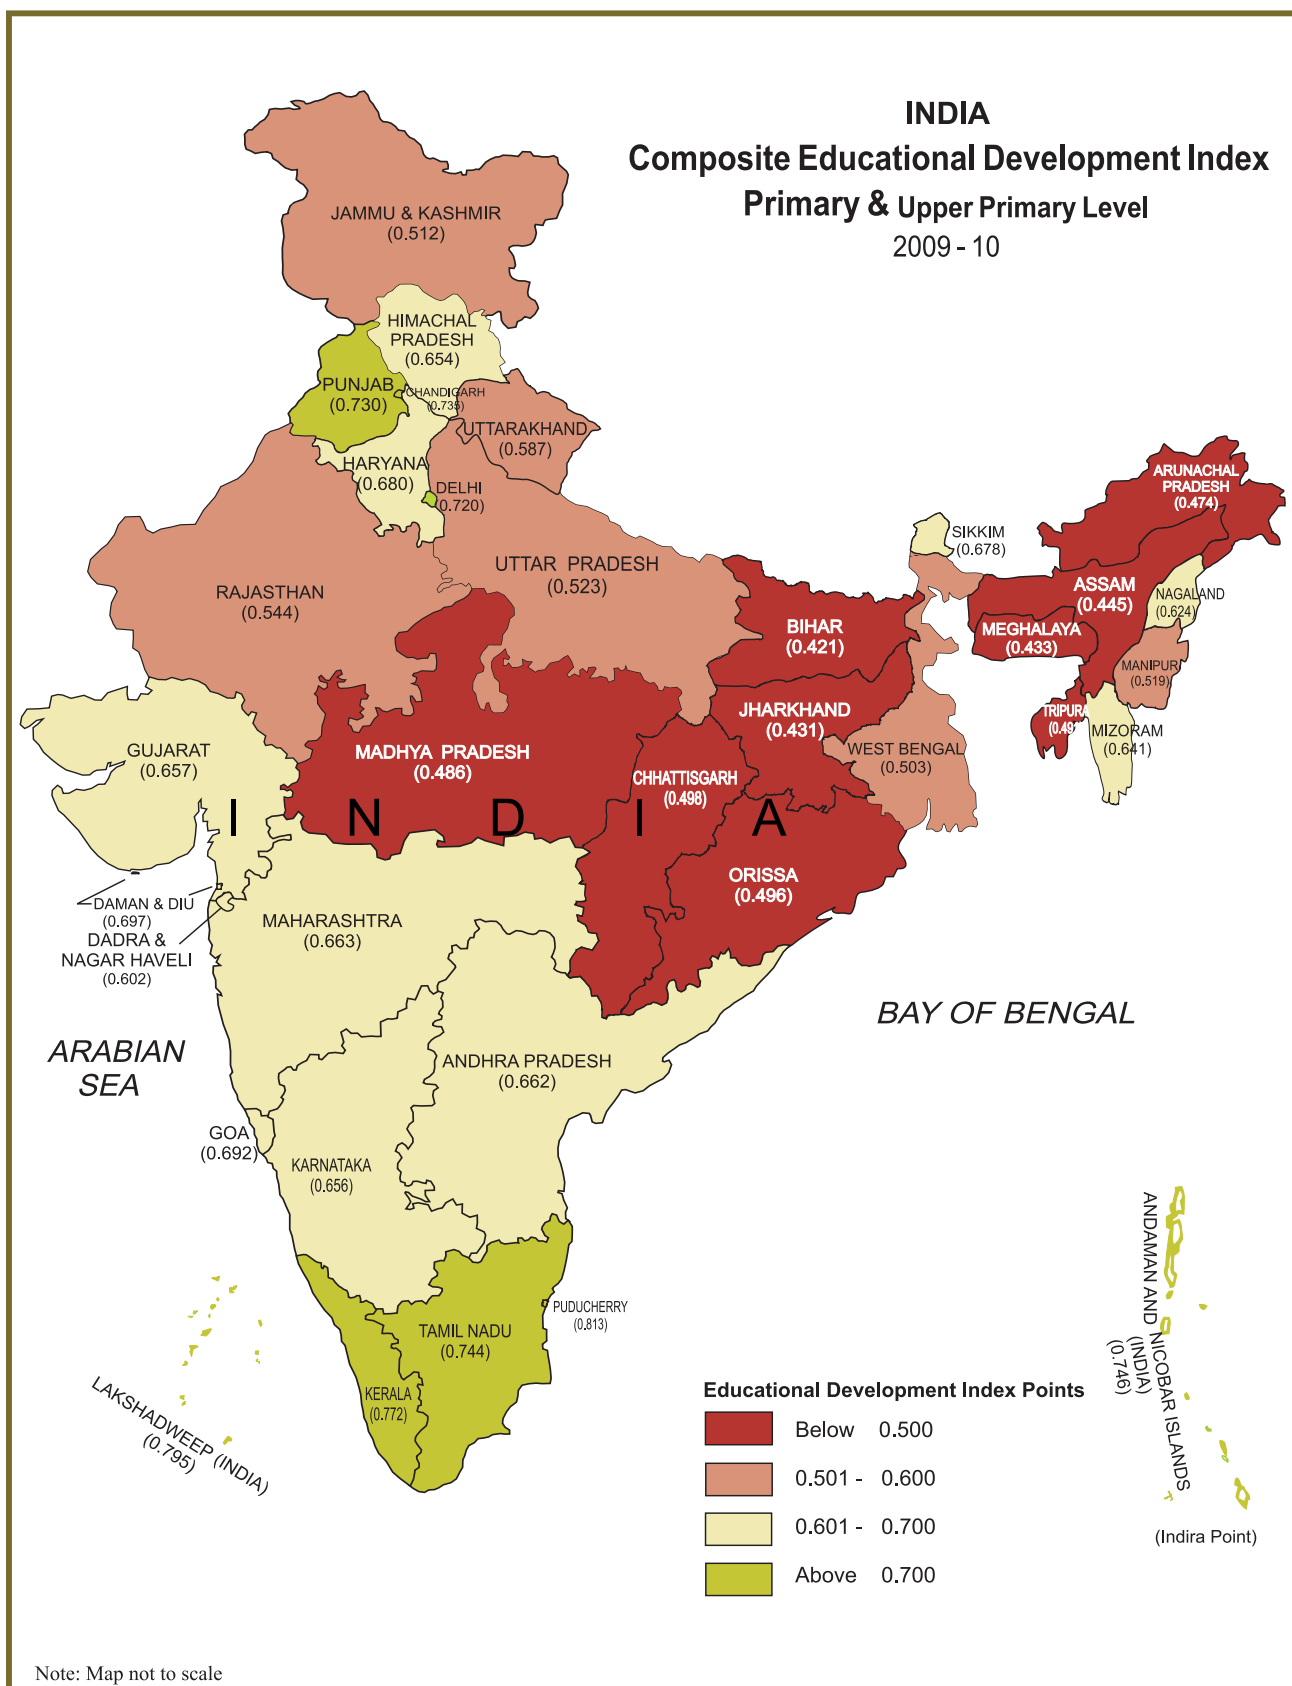 INDIA
Composite Educational Development Index
Primary & Upper Primary Level
2009 - 10
JAMMU & KASHMIR
(0.512)
HIMACHAL
PRADESH
(0.654)
PUNJAB
(0.730)
CHANDIGARH
(0.735)
UTTARAKHAND
(0.587)
HARYANA
(0.680)
DELHI
(0.720)
ARUNACHAL
PRADESH
(0.474)
SIKKIM
(0.678)
UTTAR PRADESH
(0.523)
RAJASTHAN
(0.544)
ASSAM
(0.445)
NAGALAND
(0.624)
BIHAR
(0.421)
MEGHALAYA
(0.433)
MANIPUR
(0.519)
JHARKHAND
(0.431)
TRIPURA
(0.491)
MIZORAM
(0.641)
GUJARAT
(0.657)
MADHYA PRADESH
(0.486)
WEST BENGAL
(0.503)
CHHATTISGARH
(0.498)
I N D I A
ORISSA
(0.496)
DAMAN & DIU
(0.697)
DADRA &
NAGAR HAVELI
(0.602)
MAHARASHTRA
(0.663)
BAY OF BENGAL
ARABIAN
SEA
ANDHRA PRADESH
(0.662)
GOA
(0.692)
KARNATAKA
(0.656)
ANDAMAN AND NICOBAR ISLANDS
(INDIA)
(0.746)
PUDUCHERRY
(0.813)
TAMIL NADU
(0.744)
KERALA
(0.772)
LAKSHADWEEP (INDIA)
(0.795)
Educational Development Index Points
Below 0.500
0.501 - 0.600
0.601 - 0.700
Above 0.700
(Indira Point)
Note: Map not to scale